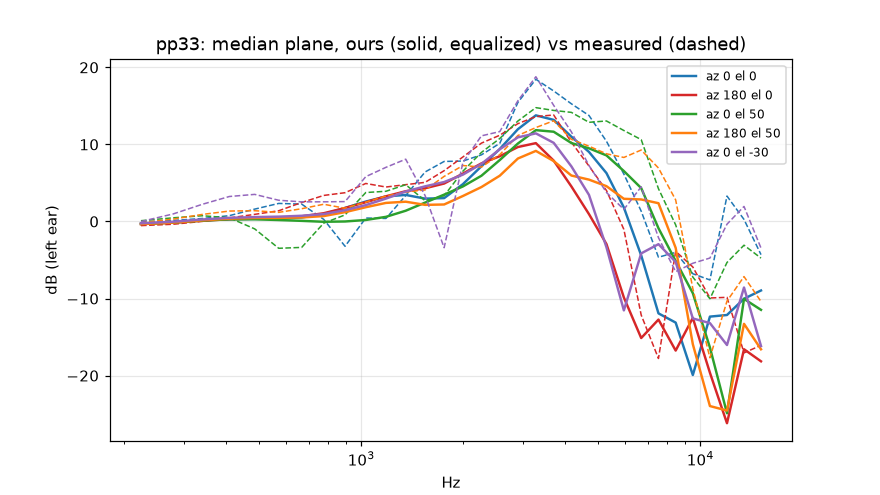 pp33: median plane, ours (solid, equalized) vs measured (dashed)
20
10
0
−10
−20
dB (left ear)
az 0 el 0
az 180 el 0
az 0 el 50
az 180 el 50
az 0 el -30
10³
10⁴
Hz